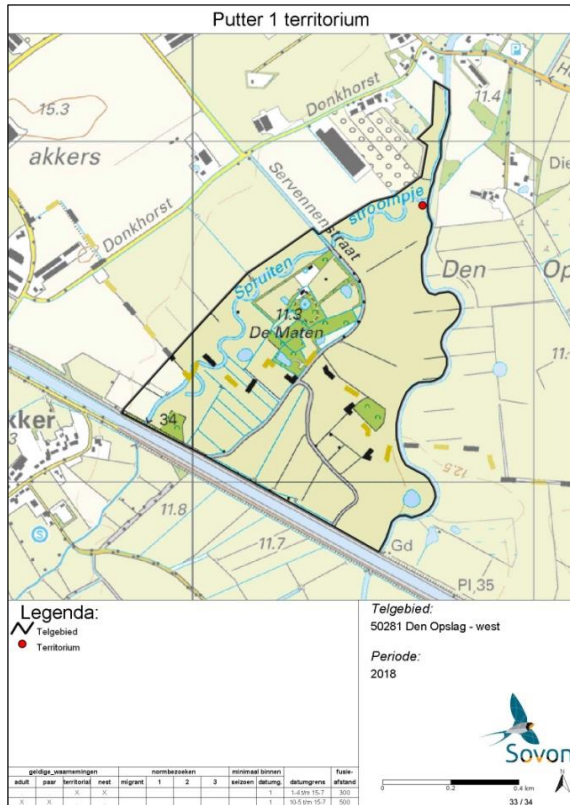 Putter 1 territorium
Donkhorst
15.3
11.4
akkers
Servennenstraat
stroompje
Donkhorst
Den
Op
Spruiten
11.3
De Maten
34
kker
12.5
11.8
11.7
Gd
Pl,35
S
P
Legenda:
Telgebied
Territorium
Telgebied:
50281 Den Opslag - west
Periode:
2018
Sovon
geldige_waarnemingen normbezoeken minimaal binnen fusie-
adult paar territoriaal nest migrant 1 2 3 seizoen datumg. datumgrens afstand
X X 1 1-4 t/m 15-7 300
X X 1 10-5 t/m 15-7 500
0 0.2 0.4 km
33 / 34